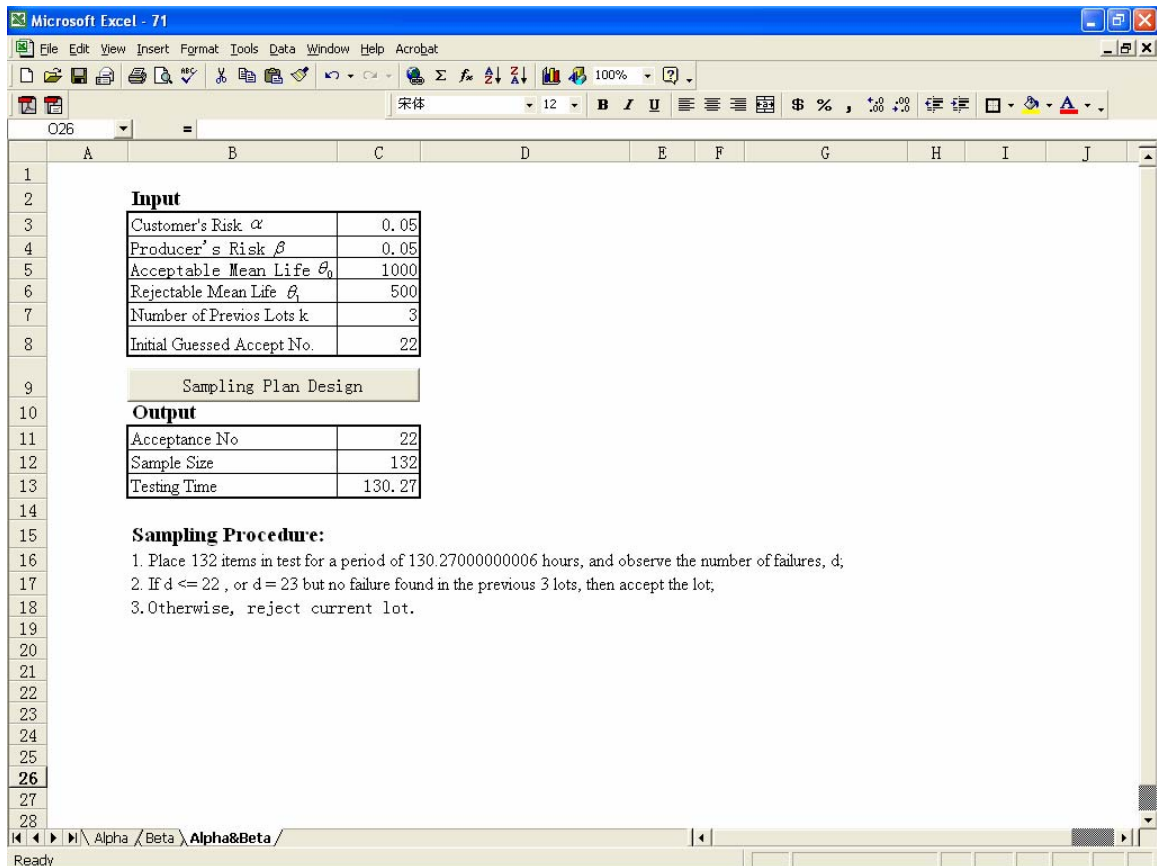 Microsoft Excel - 71
File Edit View Insert Format Tools Data Window Help Acrobat
100%
宋体 12 B I U $ % ,
O26 =
A B C D E F G H I J
1
2 Input
3 Customer's Risk α 0.05
4 Producer's Risk β 0.05
5 Acceptable Mean Life θ0 1000
6 Rejectable Mean Life θ1 500
7 Number of Previos Lots k 3
8 Initial Guessed Accept No. 22
9 Sampling Plan Design
10 Output
11 Acceptance No 22
12 Sample Size 132
13 Testing Time 130.27
14
15 Sampling Procedure:
16 1. Place 132 items in test for a period of 130.27000000006 hours, and observe the number of failures, d;
17 2. If d <= 22 , or d = 23 but no failure found in the previous 3 lots, then accept the lot;
18 3.Otherwise, reject current lot.
19
20
21
22
23
24
25
26
27
28
Alpha Beta Alpha&Beta
Ready